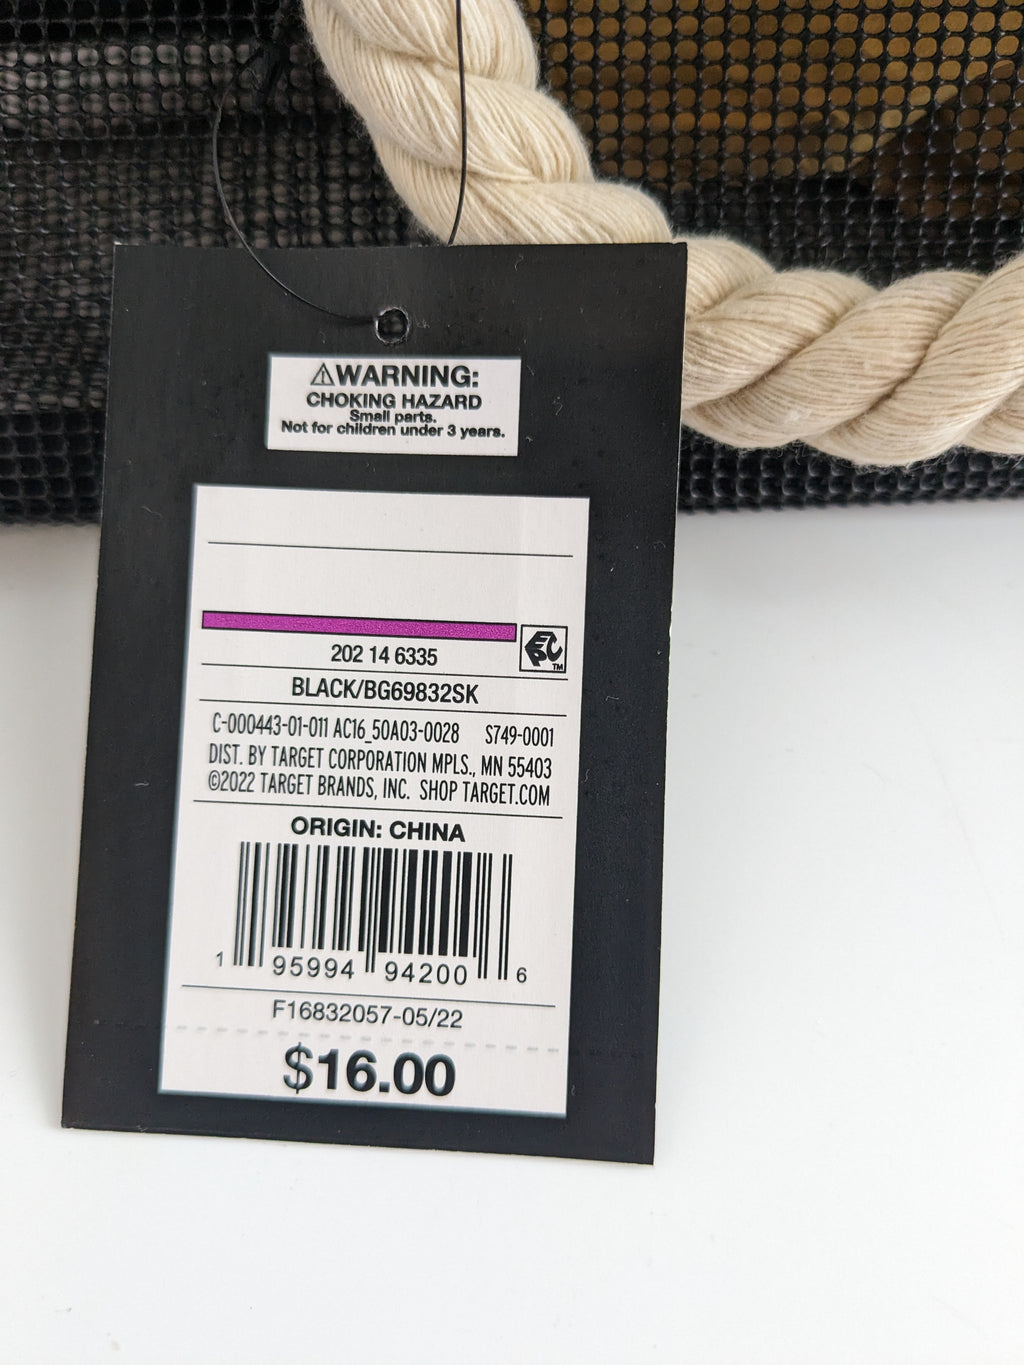 ⚠WARNING:
CHOKING HAZARD
Small parts.
Not for children under 3 years.
EPC
TM
202 14 6335
BLACK/BG69832SK
C-000443-01-011 AC16_50A03-0028 S749-0001
DIST. BY TARGET CORPORATION MPLS., MN 55403
©2022 TARGET BRANDS, INC. SHOP TARGET.COM
ORIGIN: CHINA
1 95994 94200 6
F16832057-05/22
$16.00